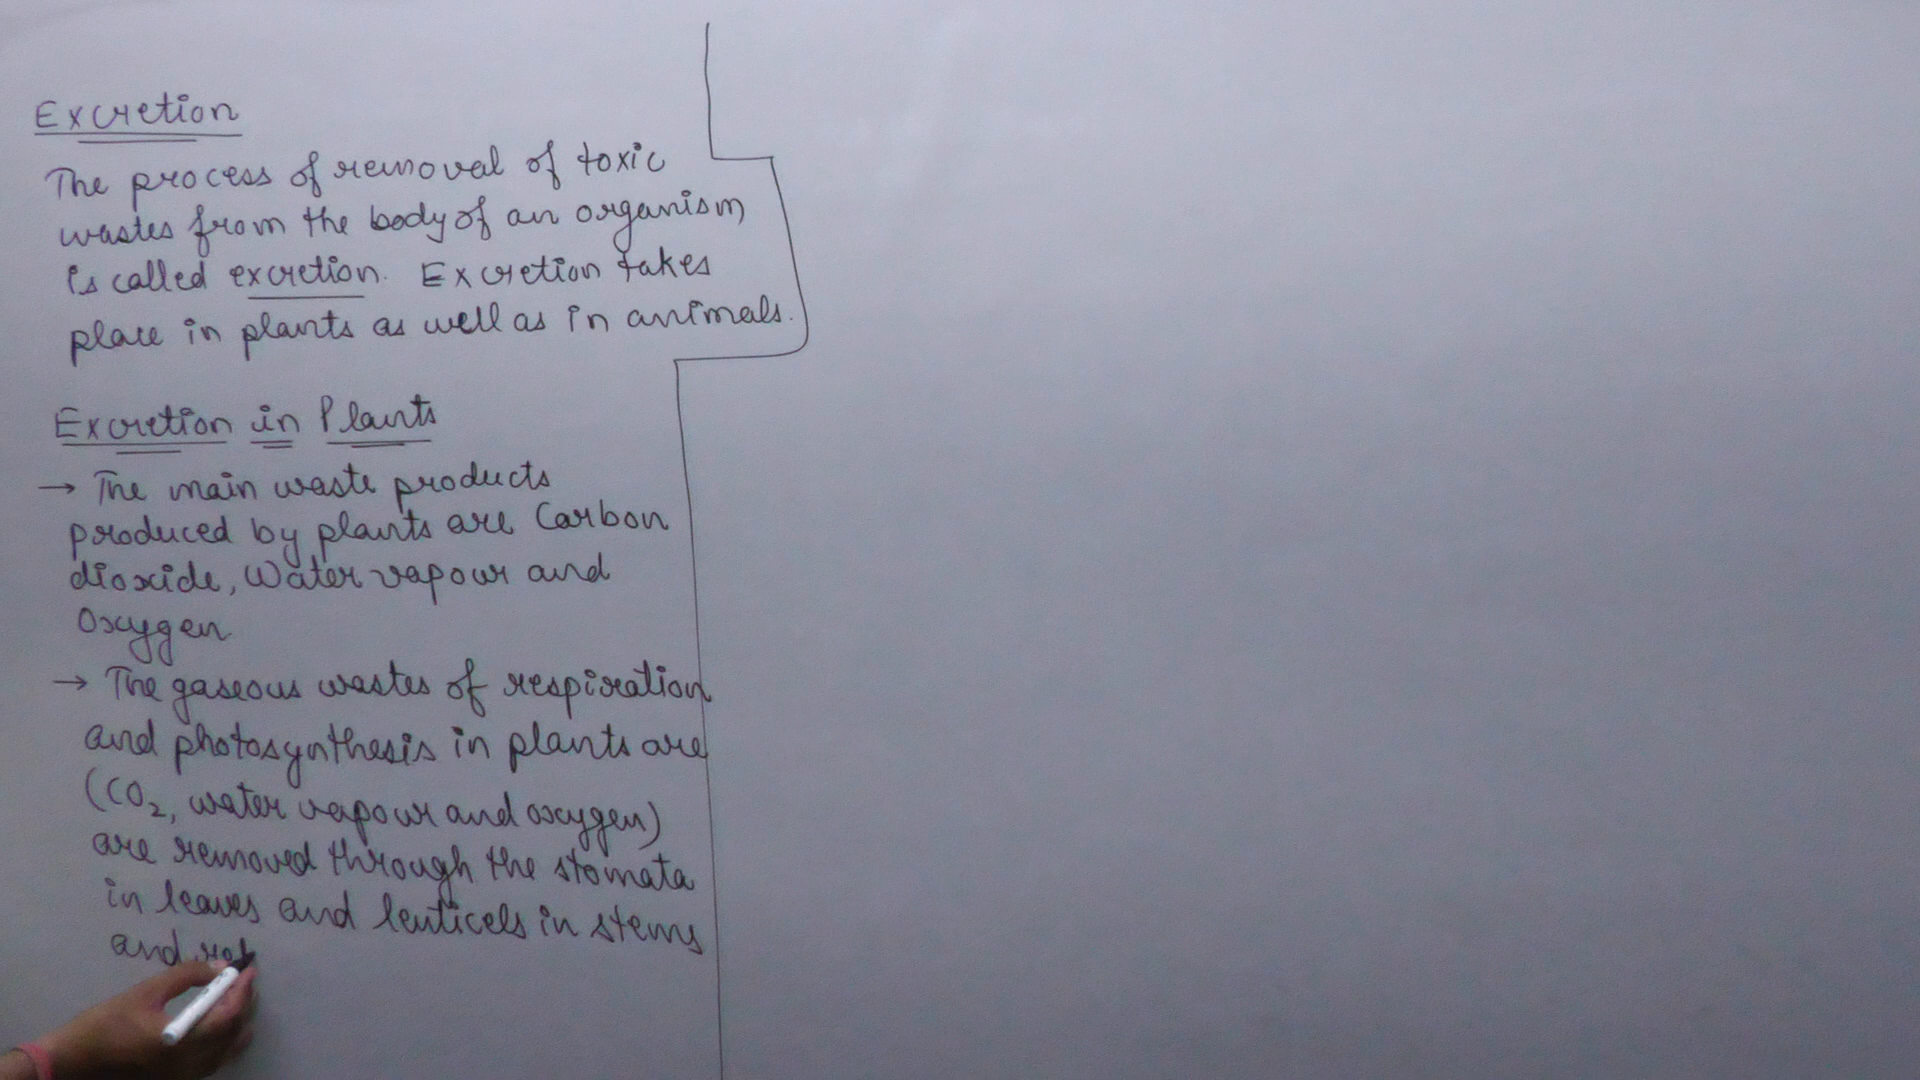 Excretion
The process of removal of toxic
wastes from the body of an organism
is called excretion. Excretion takes
place in plants as well as in animals.
Excretion in Plants
→ The main waste products
produced by plants are Carbon
dioxide, Water vapour and
Oxygen.
→ The gaseous wastes of respiration
and photosynthesis in plants are
(CO₂, water vapour and oxygen)
are removed through the stomata
in leaves and lenticels in stems
and